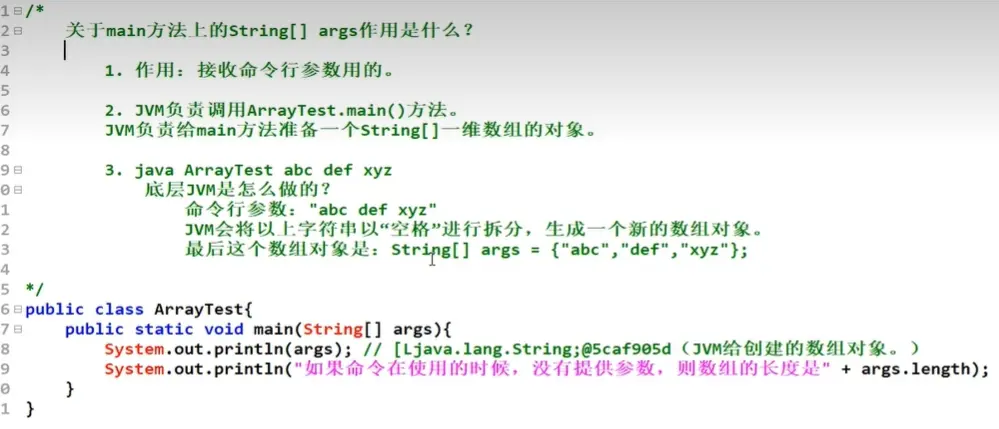 1 /*
2 关于main方法上的String[] args作用是什么？
3
4 1. 作用：接收命令行参数用的。
5
6 2. JVM负责调用ArrayTest.main()方法。
7 JVM负责给main方法准备一个String[]一维数组的对象。
8
9 3. java ArrayTest abc def xyz
0 底层JVM是怎么做的？
1 命令行参数："abc def xyz"
2 JVM会将以上字符串以“空格”进行拆分，生成一个新的数组对象。
3 最后这个数组对象是：String[] args = {"abc","def","xyz"};
4
5 */
6 public class ArrayTest{
7 public static void main(String[] args){
8 System.out.println(args); // [Ljava.lang.String;@5caf905d（JVM给创建的数组对象。）
9 System.out.println("如果命令在使用的时候，没有提供参数，则数组的长度是" + args.length);
0 }
1 }